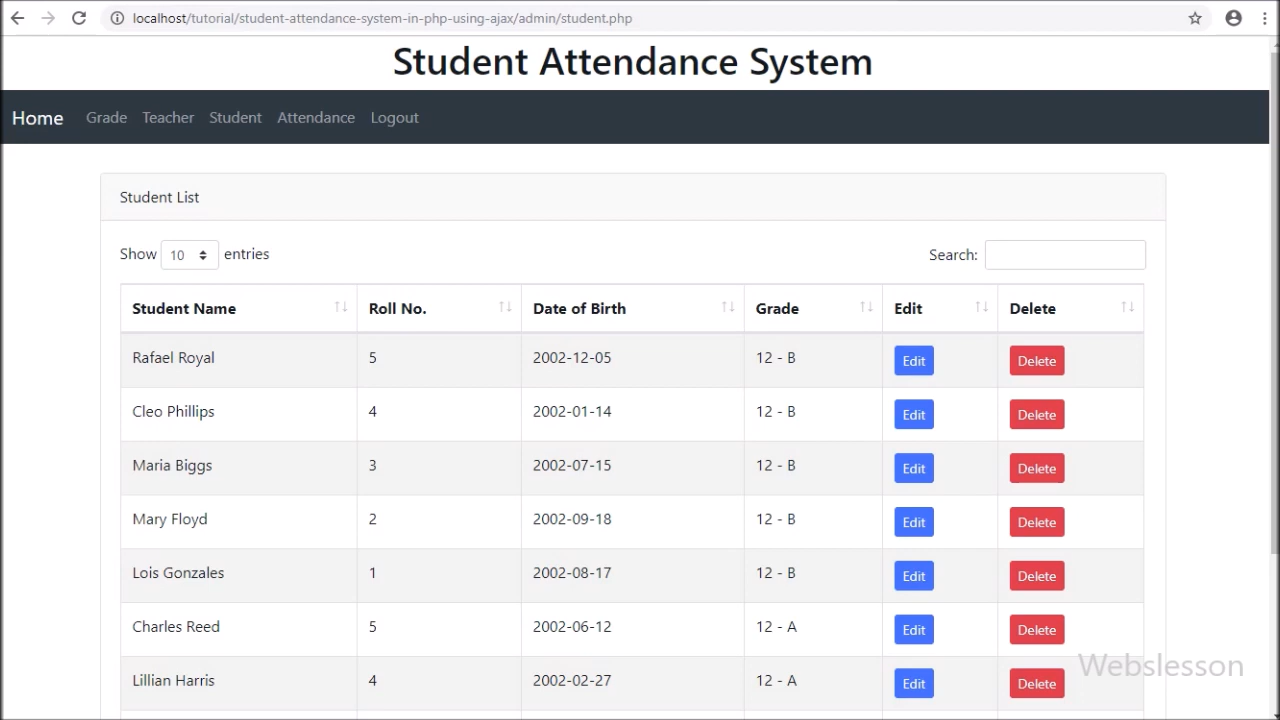 localhost/tutorial/student-attendance-system-in-php-using-ajax/admin/student.php
Student Attendance System
Home Grade Teacher Student Attendance Logout
Student List
Show 10 entries Search:
Student Name Roll No. Date of Birth Grade Edit Delete
Rafael Royal 5 2002-12-05 12 - B Edit Delete
Cleo Phillips 4 2002-01-14 12 - B Edit Delete
Maria Biggs 3 2002-07-15 12 - B Edit Delete
Mary Floyd 2 2002-09-18 12 - B Edit Delete
Lois Gonzales 1 2002-08-17 12 - B Edit Delete
Charles Reed 5 2002-06-12 12 - A Edit Delete
Lillian Harris 4 2002-02-27 12 - A Edit Delete
Webslesson